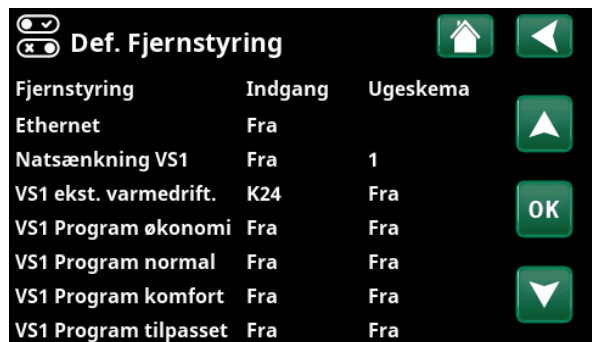 Def. Fjernstyring
Fjernstyring Indgang Ugeskema
Ethernet Fra
Natsænkning VS1 Fra 1
VS1 ekst. varmedrift. K24 Fra
OK
VS1 Program økonomi Fra Fra
VS1 Program normal Fra Fra
VS1 Program komfort Fra Fra
VS1 Program tilpasset Fra Fra